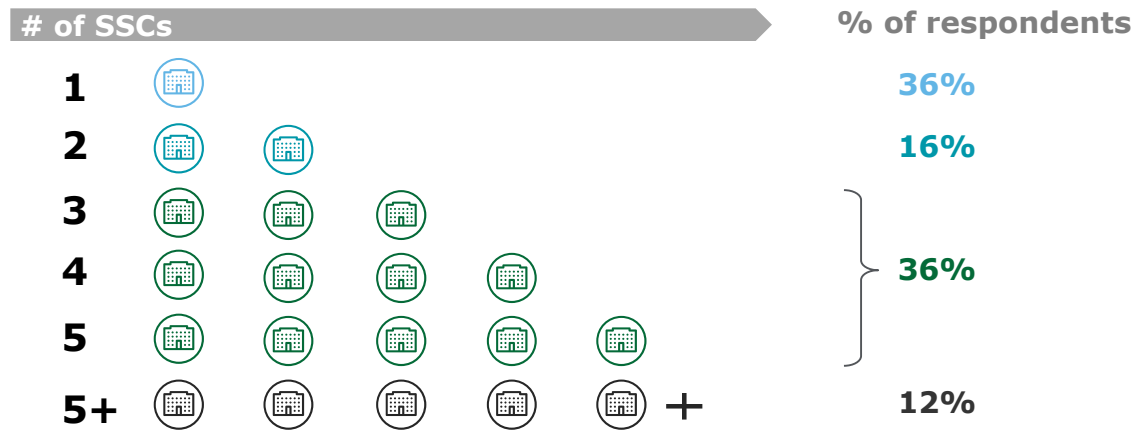 # of SSCs % of respondents
1 36%
2 16%
3
4 36%
5
5+ + 12%